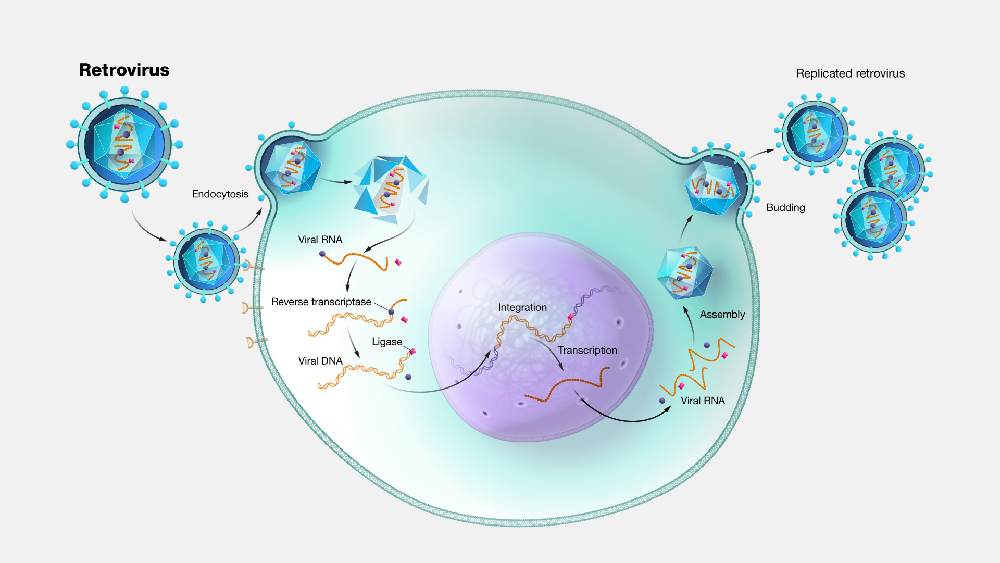 Retrovirus
Endocytosis
Viral RNA
Reverse transcriptase
Ligase
Viral DNA
Integration
Transcription
Viral RNA
Assembly
Budding
Replicated retrovirus